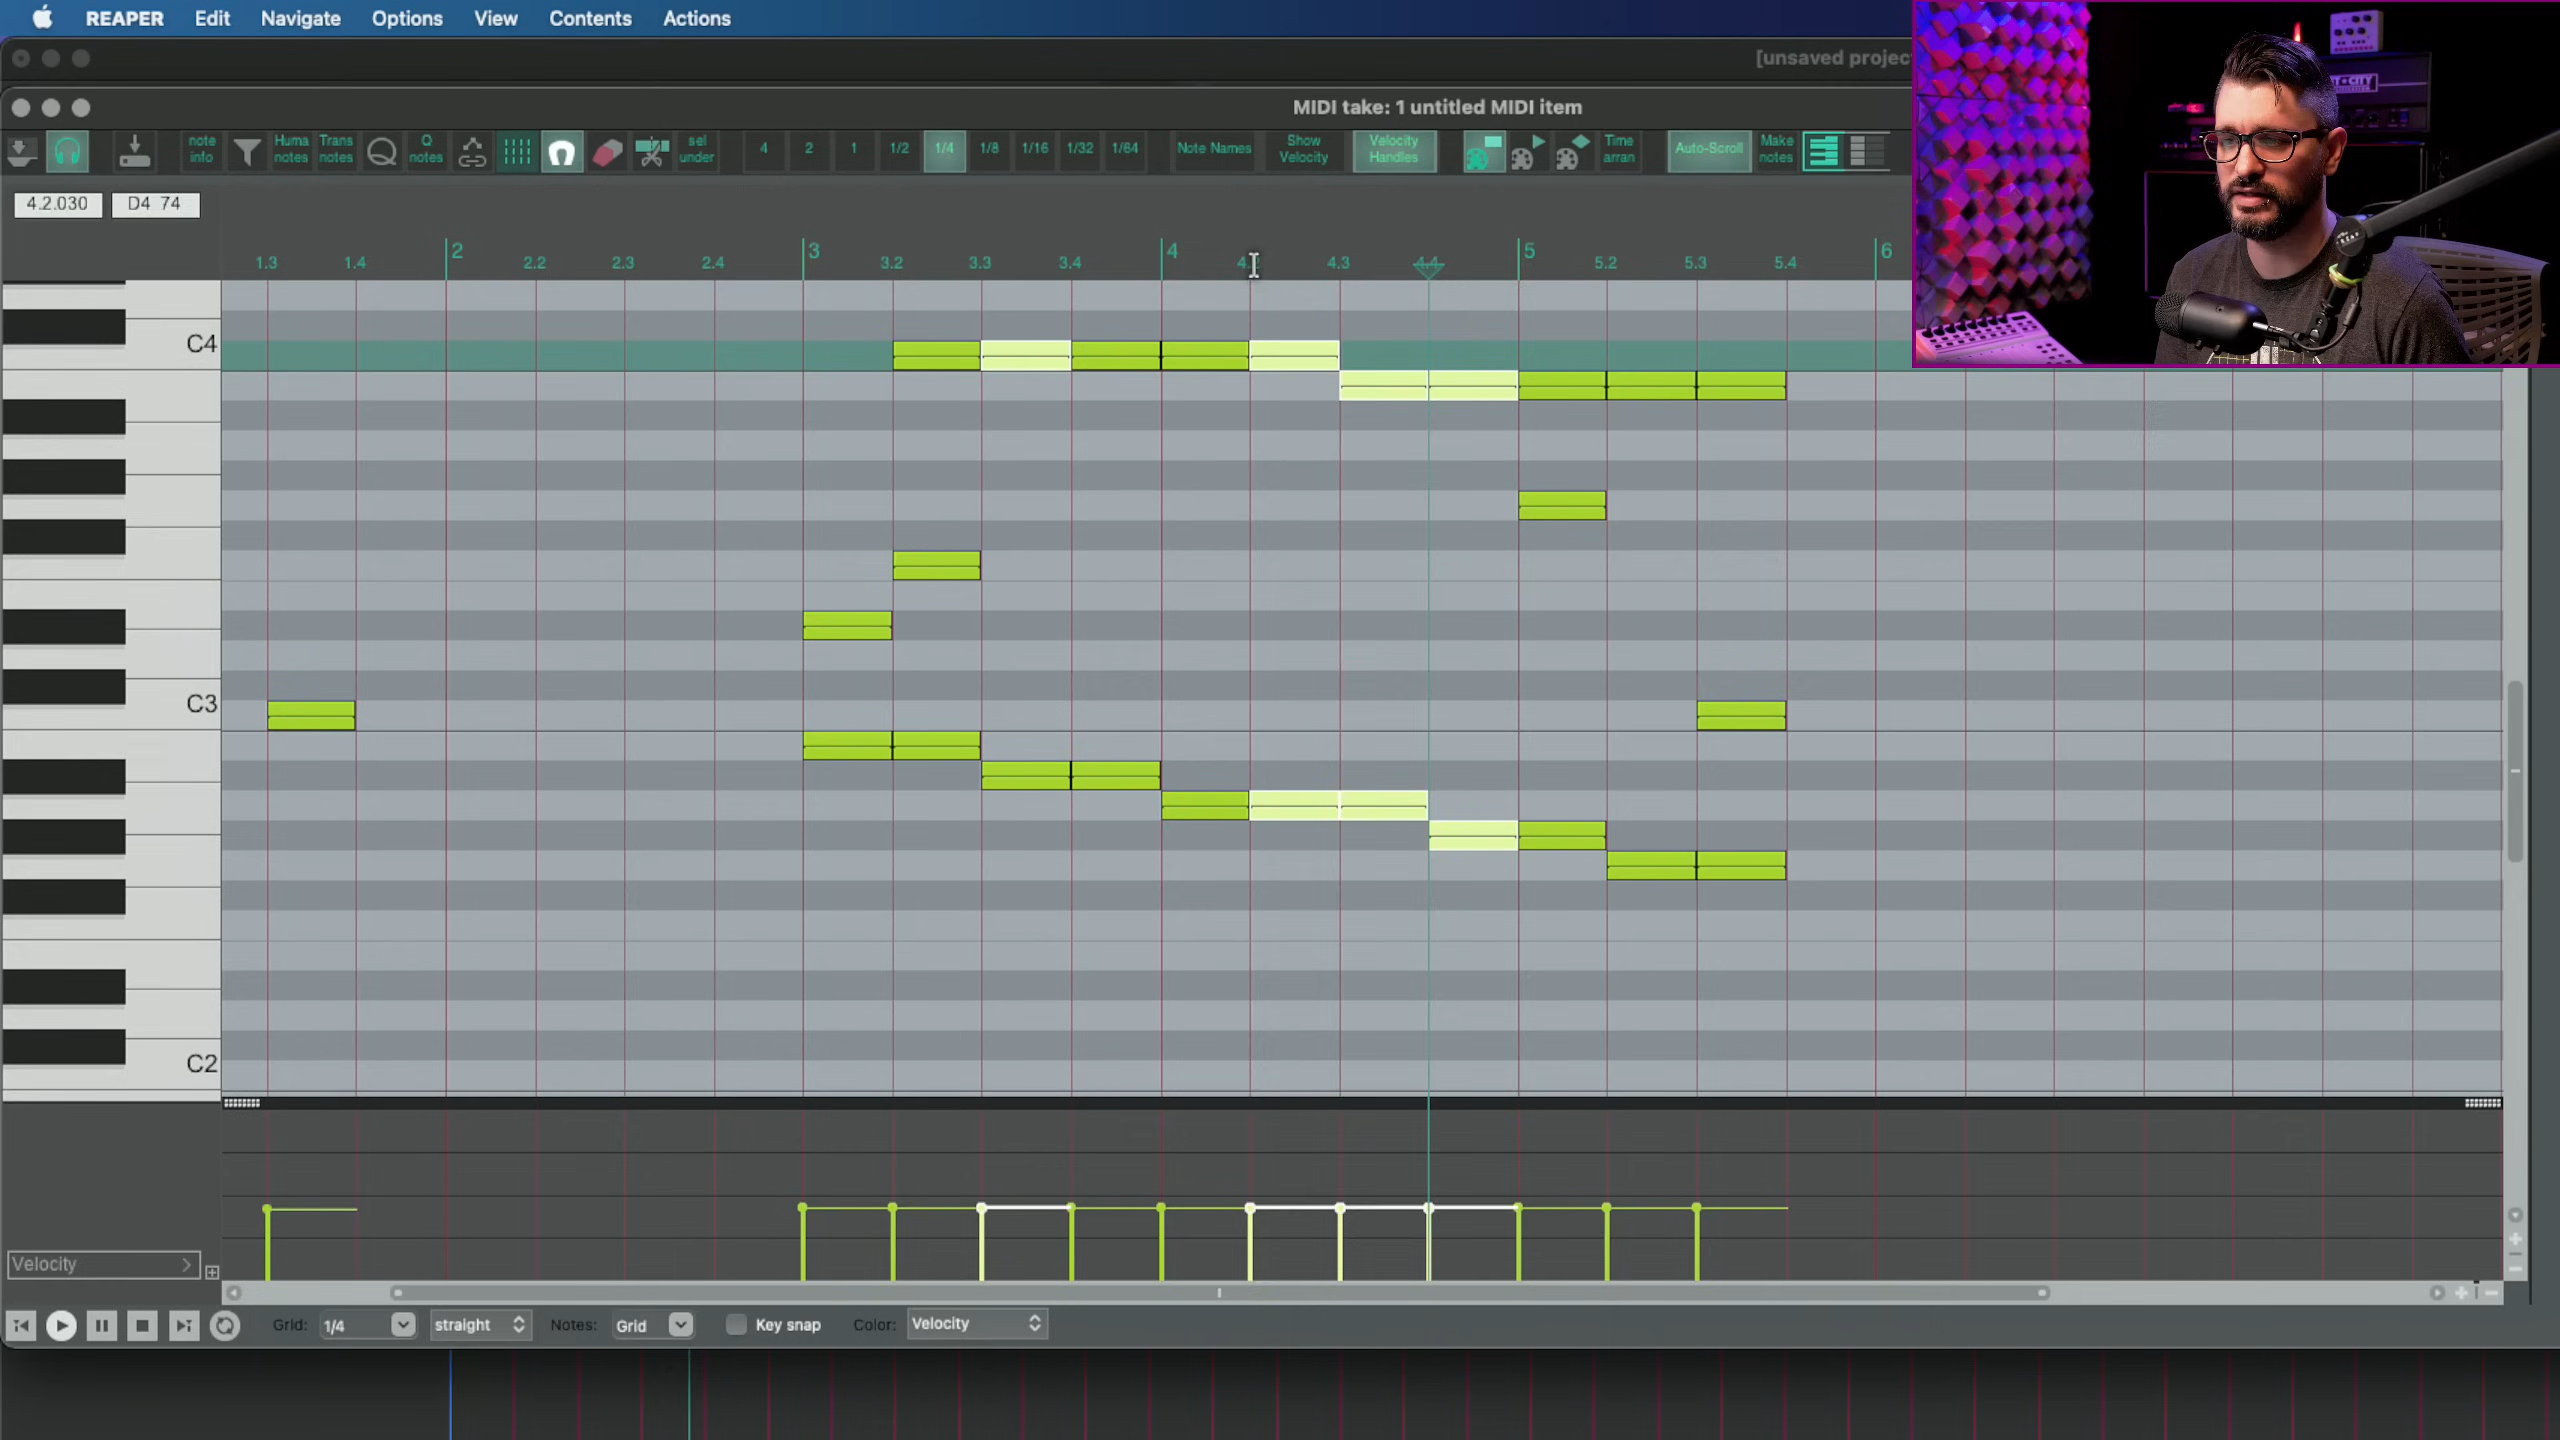 REAPER Edit Navigate Options View Contents Actions
[unsaved projec
MIDI take: 1 untitled MIDI item
note info Huma notes Trans notes Q notes sel under 4 2 1 1/2 1/4 1/8 1/16 1/32 1/64 Note Names Show Velocity Velocity Handles Time arran Auto-Scroll Make notes
4.2.030 D4 74
1.3 1.4 2 2.2 2.3 2.4 3 3.2 3.3 3.4 4 4.3 4.4 5 5.2 5.3 5.4 6
C4
C3
C2
Velocity
Grid: 1/4 straight Notes: Grid Key snap Color: Velocity